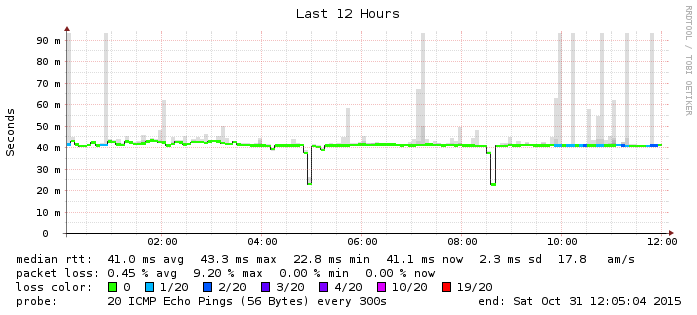 Last 12 Hours
RRDTOOL / TOBI OETIKER
Seconds
90 m
80 m
70 m
60 m
50 m
40 m
30 m
20 m
10 m
0
02:00 04:00 06:00 08:00 10:00 12:00
median rtt: 41.0 ms avg 43.3 ms max 22.8 ms min 41.1 ms now 2.3 ms sd 17.8 am/s
packet loss: 0.45 % avg 9.20 % max 0.00 % min 0.00 % now
loss color: 0 1/20 2/20 3/20 4/20 10/20 19/20
probe: 20 ICMP Echo Pings (56 Bytes) every 300s end: Sat Oct 31 12:05:04 2015